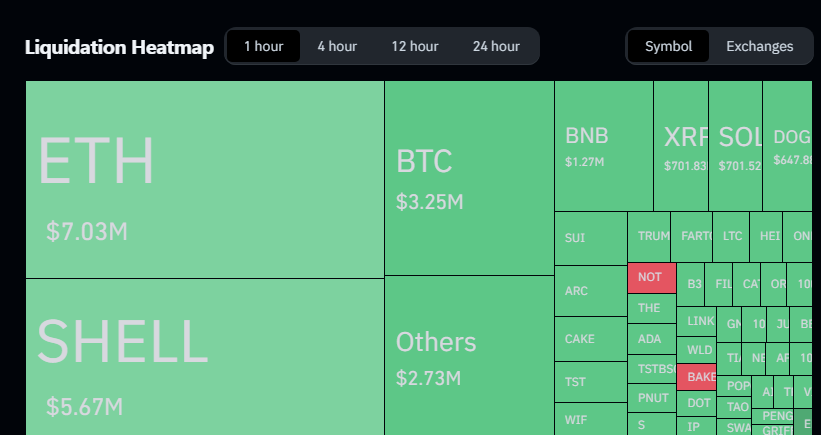 Liquidation Heatmap
1 hour
4 hour
12 hour
24 hour
Symbol
Exchanges
ETH
$7.03M
SHELL
$5.67M
BTC
$3.25M
Others
$2.73M
BNB
$1.27M
XRP
$701.83
SOL
$701.52
DOG
$647.8
SUI
ARC
CAKE
TST
WIF
TRUM
FARTC
LTC
HEI
ON
NOT
THE
ADA
TSTBS
PNUT
S
B3
FIL
CA
OR
10
LINK
WLD
BAKE
DOT
IP
GN
10
JU
BE
TI
NE
AF
10
POP
TAO
SWA
A
T
V
PENG
GRIF
E